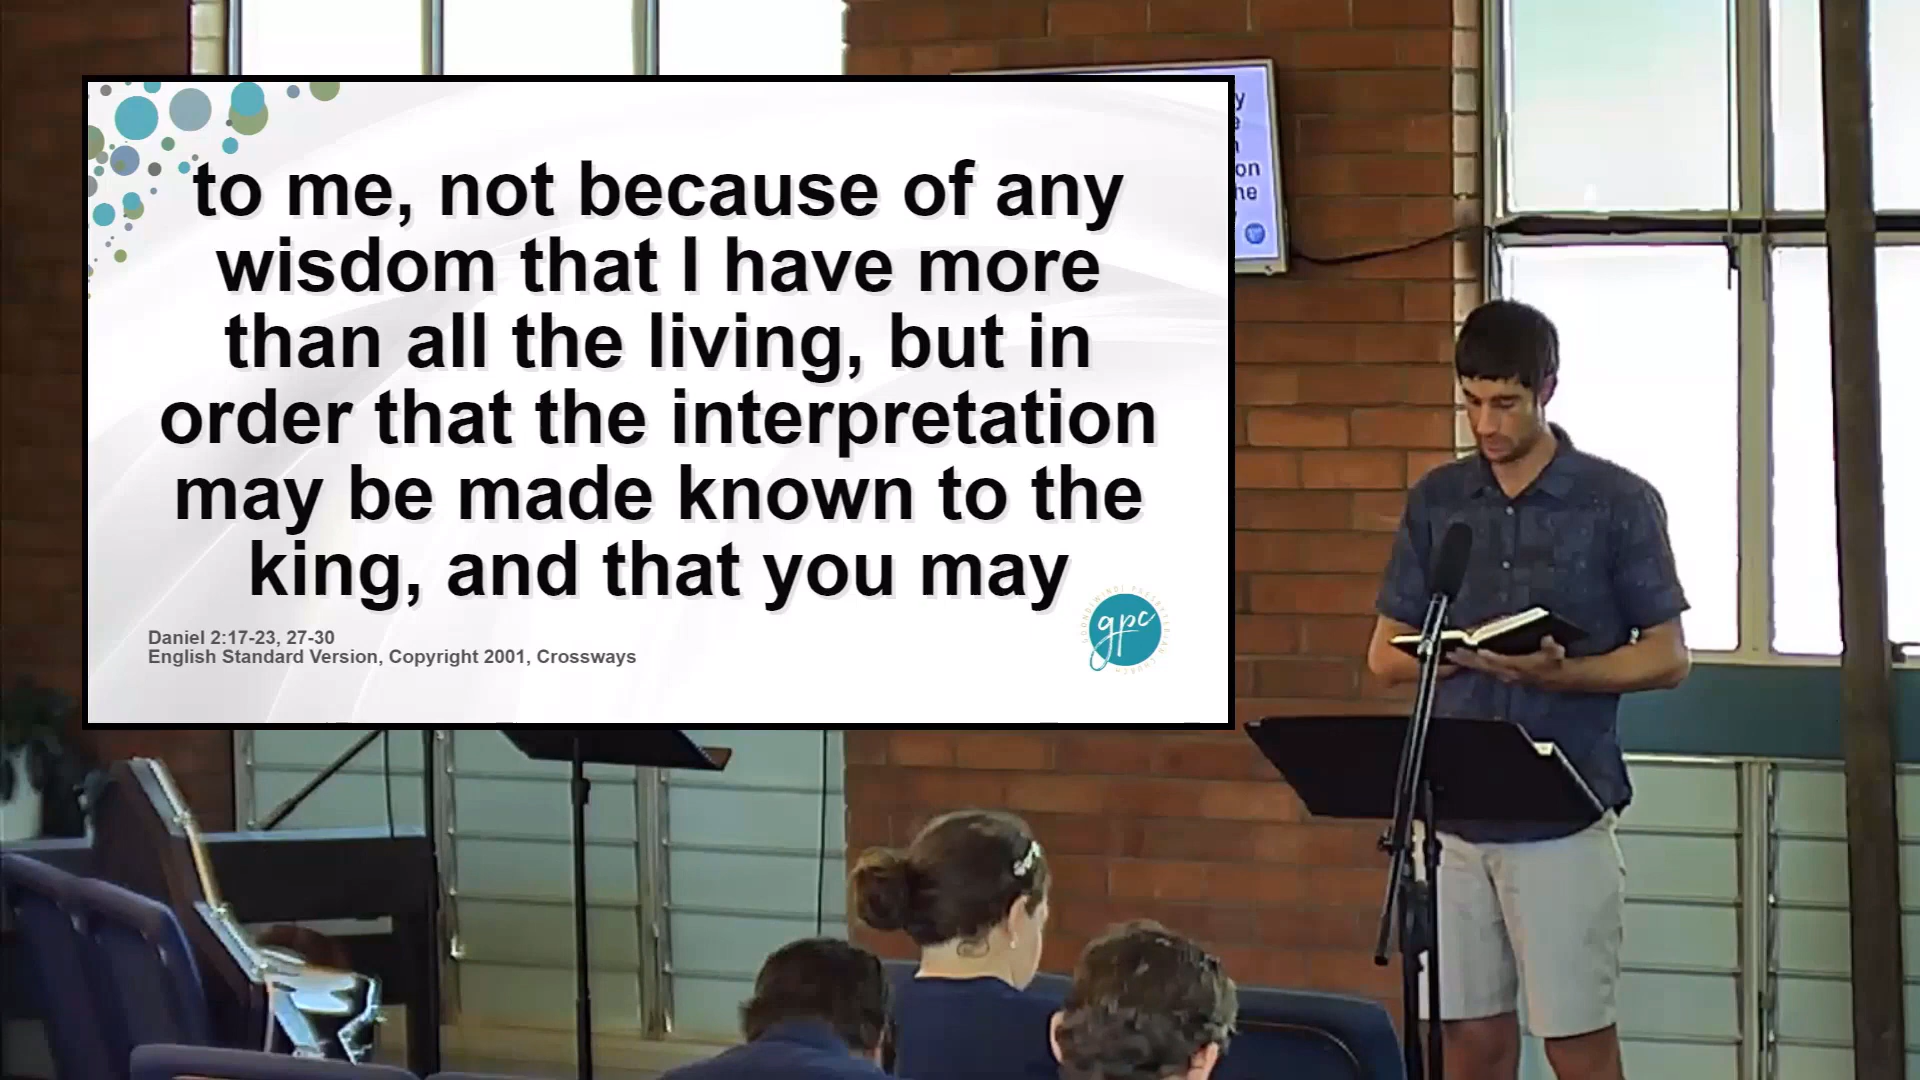 to me, not because of any
wisdom that I have more
than all the living, but in
order that the interpretation
may be made known to the
king, and that you may
Daniel 2:17-23, 27-30
English Standard Version, Copyright 2001, Crossways
gpc
on